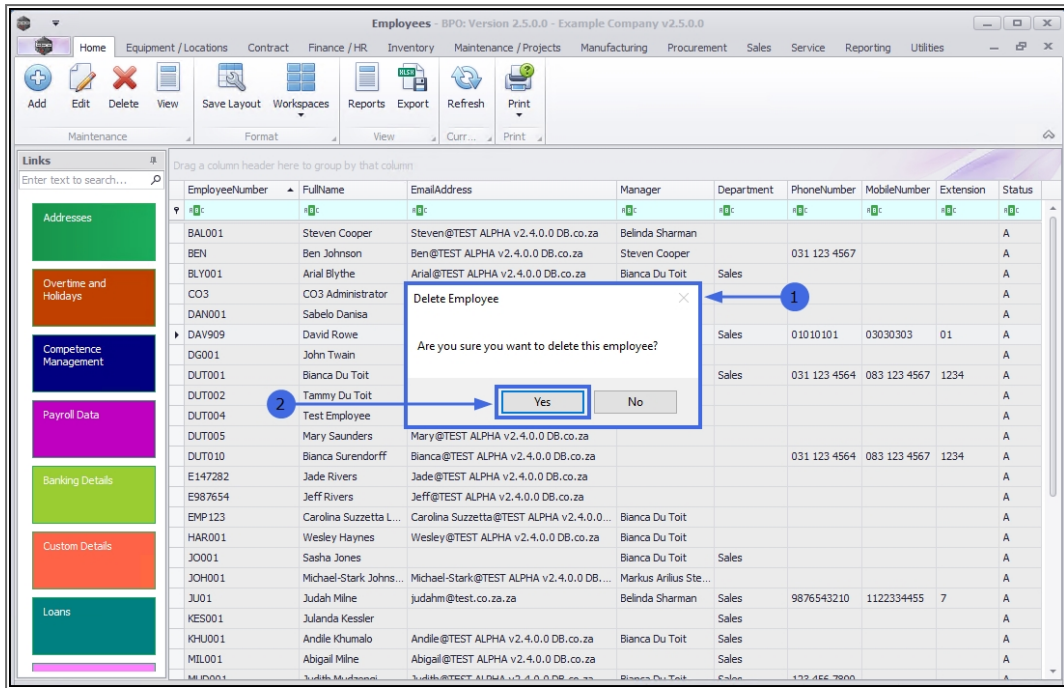 Employees - BPO: Version 2.5.0.0 - Example Company v2.5.0.0
Home Equipment / Locations Contract Finance / HR Inventory Maintenance / Projects Manufacturing Procurement Sales Service Reporting Utilities
Add Edit Delete View Save Layout Workspaces Reports Export Refresh Print
Maintenance Format View Curr... Print
Links
Drag a column header here to group by that column
Enter text to search...
EmployeeNumber FullName EmailAddress Manager Department PhoneNumber MobileNumber Extension Status
BAL001 Steven Cooper Steven@TEST ALPHA v2.4.0.0 DB.co.za Belinda Sharman A
BEN Ben Johnson Ben@TEST ALPHA v2.4.0.0 DB.co.za Steven Cooper 031 123 4567 A
BLY001 Arial Blythe Arial@TEST ALPHA v2.4.0.0 DB.co.za Bianca Du Toit Sales A
CO3 CO3 Administrator A
DAN001 Sabelo Danisa A
DAV909 David Rowe Sales 01010101 03030303 01 A
DG001 John Twain A
DUT001 Bianca Du Toit Sales 031 123 4564 083 123 4567 1234 A
DUT002 Tammy Du Toit A
DUT004 Test Employee A
DUT005 Mary Saunders Mary@TEST ALPHA v2.4.0.0 DB.co.za A
DUT010 Bianca Surendorff Bianca@TEST ALPHA v2.4.0.0 DB.co.za 031 123 4564 083 123 4567 1234 A
E147282 Jade Rivers Jade@TEST ALPHA v2.4.0.0 DB.co.za A
E987654 Jeff Rivers Jeff@TEST ALPHA v2.4.0.0 DB.co.za A
EMP123 Carolina Suzzetta L... Carolina Suzzetta@TEST ALPHA v2.4.0.0... Bianca Du Toit A
HAR001 Wesley Haynes Wesley@TEST ALPHA v2.4.0.0 DB.co.za Bianca Du Toit A
JO001 Sasha Jones Bianca Du Toit Sales A
JOH001 Michael-Stark Johns... Michael-Stark@TEST ALPHA v2.4.0.0 DB.... Markus Arilius Ste... A
JU01 Judah Milne judahm@test.co.za.za Belinda Sharman Sales 9876543210 1122334455 7 A
KES001 Julanda Kessler Sales A
KHU001 Andile Khumalo Andile@TEST ALPHA v2.4.0.0 DB.co.za Bianca Du Toit Sales A
MIL001 Abigail Milne Abigail@TEST ALPHA v2.4.0.0 DB.co.za Sales A
Addresses
Overtime and
Holidays
Competence
Management
Payroll Data
Banking Details
Custom Details
Loans
Delete Employee
1
Are you sure you want to delete this employee?
2
Yes No